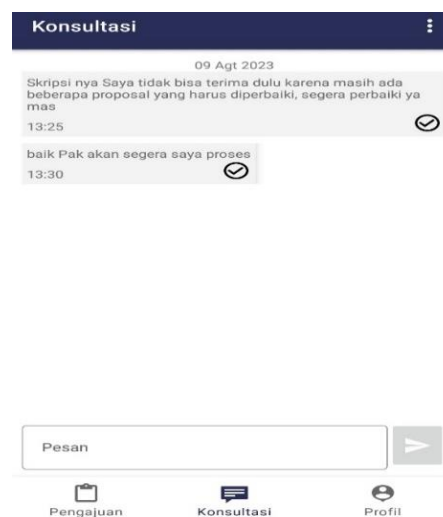 Konsultasi
09 Agt 2023
Skripsi nya Saya tidak bisa terima dulu karena masih ada
beberapa proposal yang harus diperbaiki, segera perbaiki ya
mas
13:25
baik Pak akan segera saya proses
13:30
Pesan
Pengajuan Konsultasi Profil